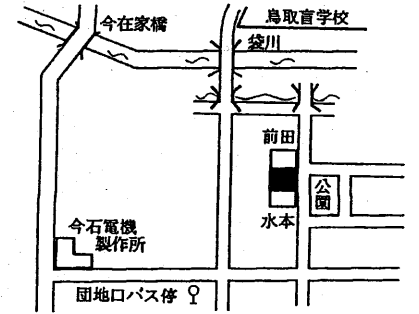 今在家橋
鳥取盲学校
袋川
前田
公園
水本
今石電機
製作所
団地口バス停